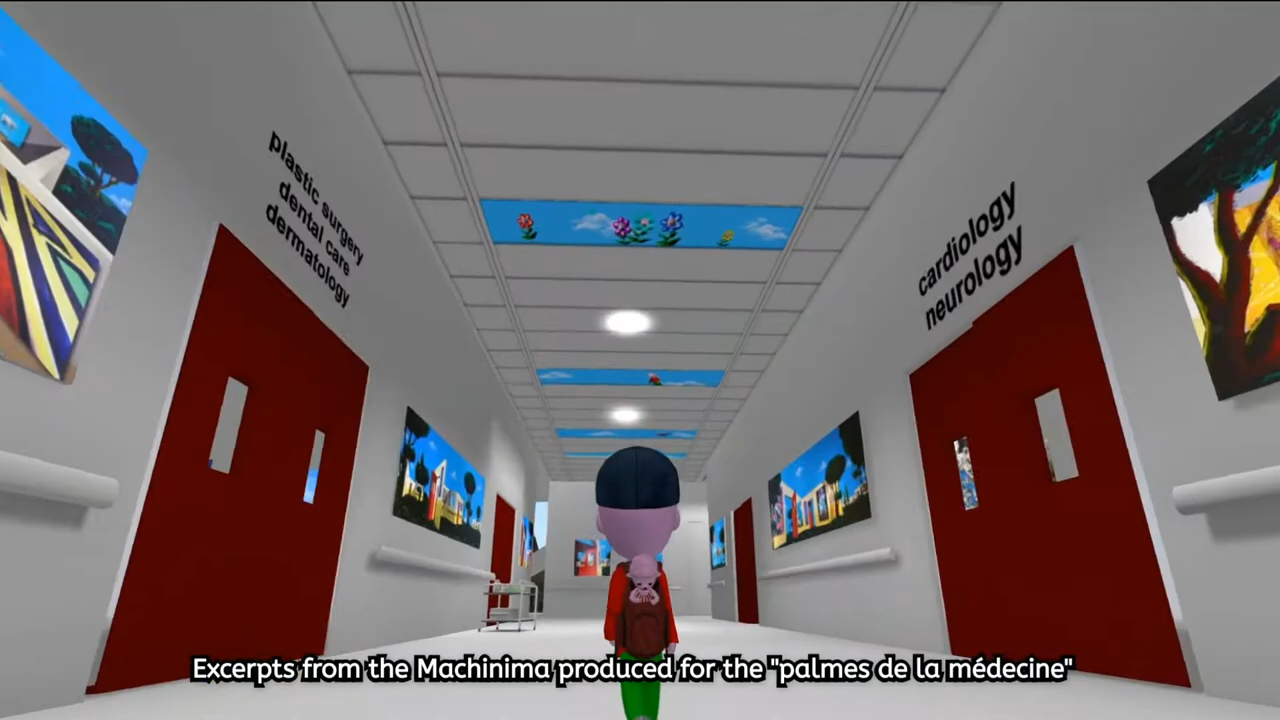 plastic surgery
dental care
dermatology
cardiology
neurology
Excerpts from the Machinima produced for the "palmes de la médecine"